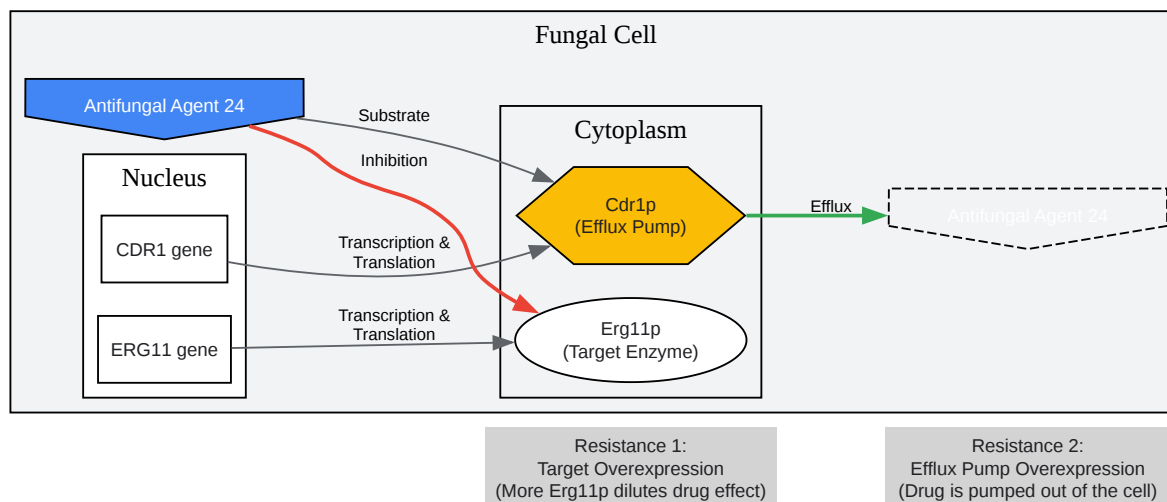 Fungal Cell
Antifungal Agent 24
Substrate
Inhibition
Cytoplasm
Nucleus
Cdr1p
(Efflux Pump)
Efflux
Antifungal Agent 24
CDR1 gene
Transcription &
Translation
Transcription &
Translation
ERG11 gene
Erg11p
(Target Enzyme)
Resistance 1:
Target Overexpression
(More Erg11p dilutes drug effect)
Resistance 2:
Efflux Pump Overexpression
(Drug is pumped out of the cell)